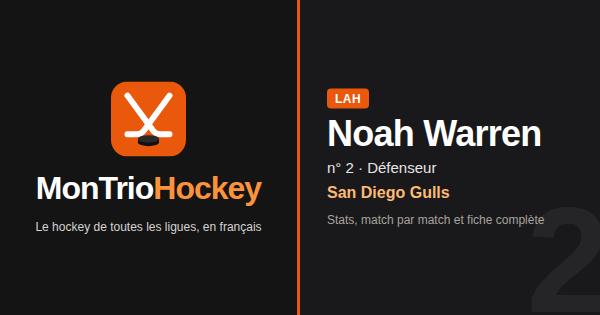 MonTrioHockey
Le hockey de toutes les ligues, en français
LAH
Noah Warren
n° 2 · Défenseur
San Diego Gulls
Stats, match par match et fiche complète
2